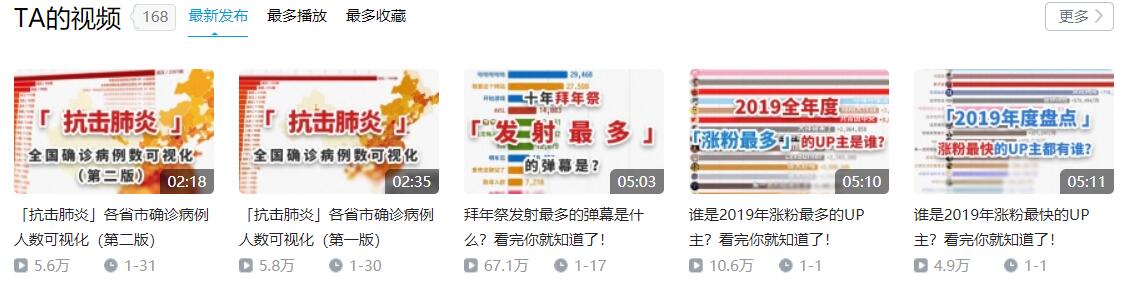 TA的视频 168 最新发布 最多播放 最多收藏 更多
「抗击肺炎」
全国确诊病例数可视化
(第二版)
02:18
「抗击肺炎」各省市确诊病例
人数可视化（第二版）
5.6万 1-31
「抗击肺炎」
全国确诊病例数可视化
02:35
「抗击肺炎」各省市确诊病例
人数可视化（第一版）
5.8万 1-30
29,468
27,598
十年拜年祭
「发射最多」
的弹幕是?
7,218
05:03
拜年祭发射最多的弹幕是什
么？看完你就知道了！
67.1万 1-17
2019全年度
「涨粉最多」的UP主是谁?
05:10
谁是2019年涨粉最多的UP
主？看完你就知道了！
10.6万 1-1
「2019年度盘点」
涨粉最快的UP主都有谁?
05:11
谁是2019年涨粉最快的UP
主？看完你就知道了！
4.9万 1-1